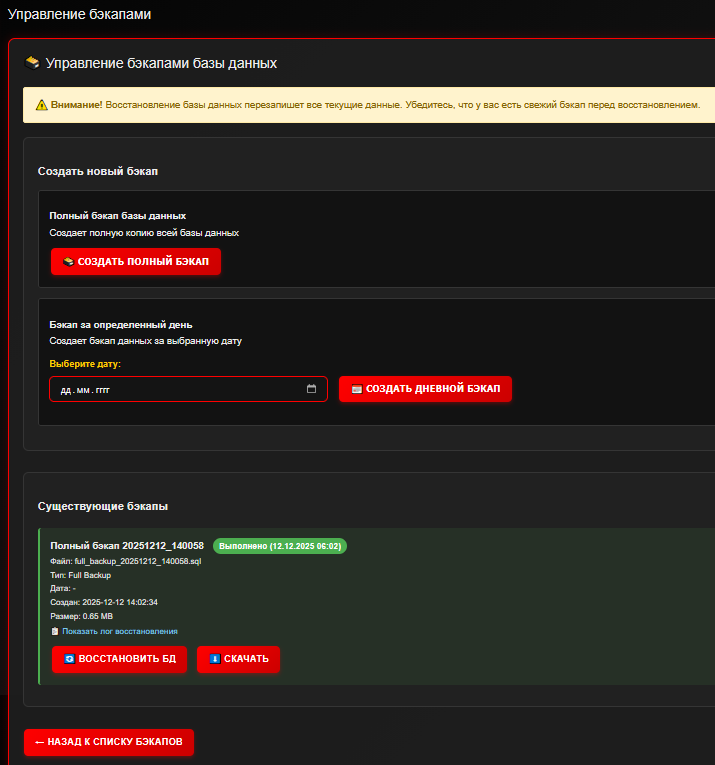 Управление бэкапами
Управление бэкапами базы данных
Внимание! Восстановление базы данных перезапишет все текущие данные. Убедитесь, что у вас есть свежий бэкап перед восстановлением.
Создать новый бэкап
Полный бэкап базы данных
Создает полную копию всей базы данных
СОЗДАТЬ ПОЛНЫЙ БЭКАП
Бэкап за определенный день
Создает бэкап данных за выбранную дату
Выберите дату:
дд.мм.гггг
СОЗДАТЬ ДНЕВНОЙ БЭКАП
Существующие бэкапы
Полный бэкап 20251212_140058 Выполнено (12.12.2025 06:02)
Файл: full_backup_20251212_140058.sql
Тип: Full Backup
Дата: -
Создан: 2025-12-12 14:02:34
Размер: 0.65 MB
Показать лог восстановления
ВОССТАНОВИТЬ БД
СКАЧАТЬ
← НАЗАД К СПИСКУ БЭКАПОВ